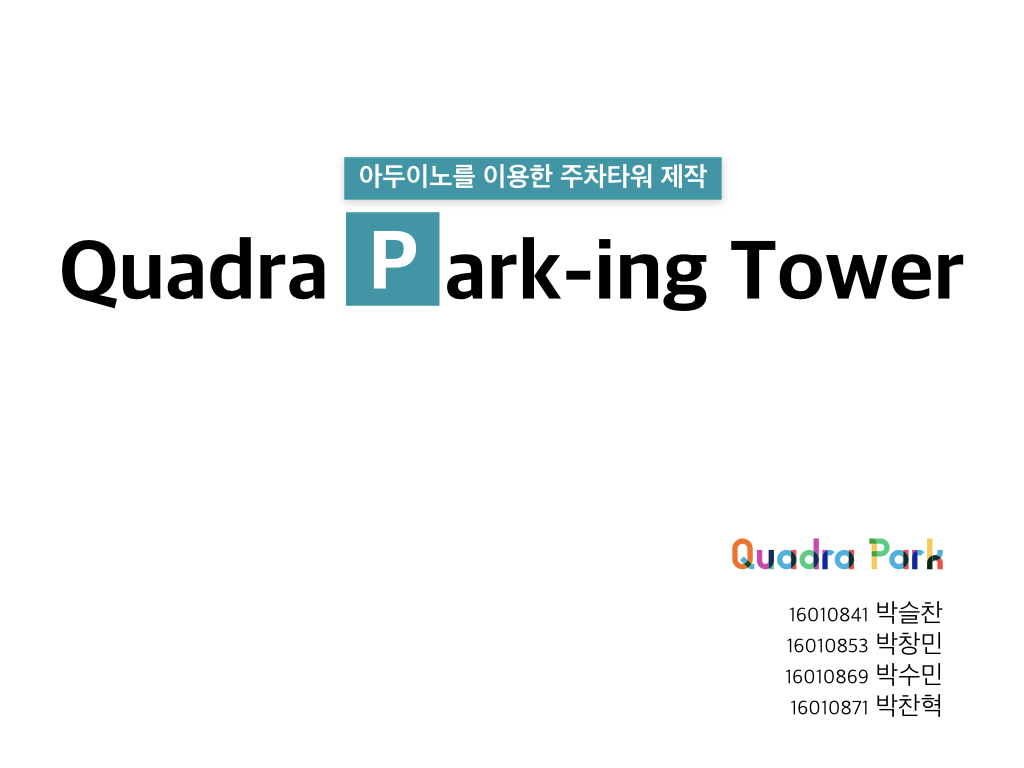 아두이노를 이용한 주차타워 제작
Quadra Park-ing Tower
Quadra Park
16010841 박슬찬
16010853 박창민
16010869 박수민
16010871 박찬혁